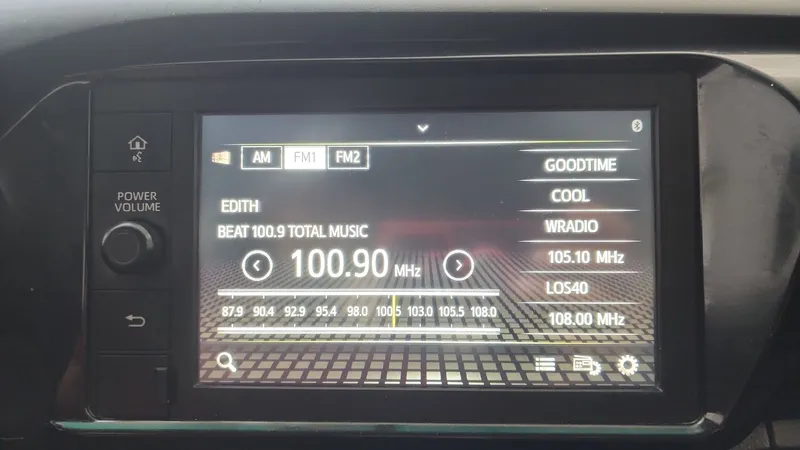 AM FM1 FM2
POWER
VOLUME
EDITH
BEAT 100.9 TOTAL MUSIC
100.90 MHz
87.9 90.4 92.9 95.4 98.0 100.5 103.0 105.5 108.0
GOODTIME
COOL
WRADIO
105.10 MHz
LOS40
108.00 MHz